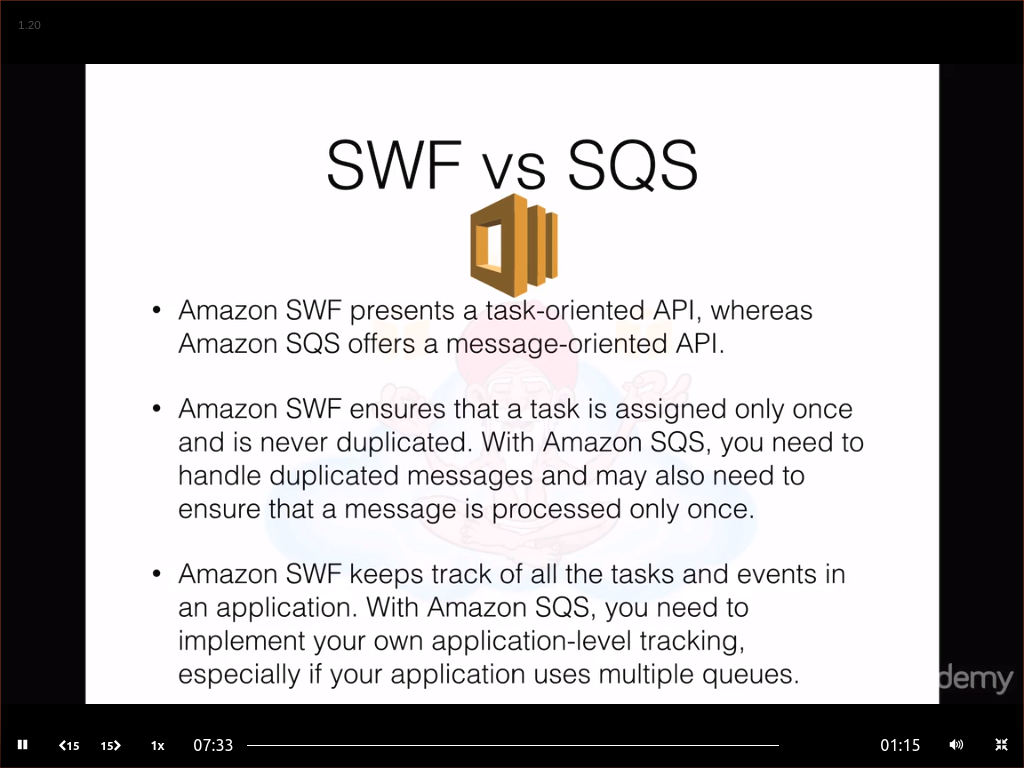 1.20
SWF vs SQS
• Amazon SWF presents a task-oriented API, whereas
Amazon SQS offers a message-oriented API.
• Amazon SWF ensures that a task is assigned only once
and is never duplicated. With Amazon SQS, you need to
handle duplicated messages and may also need to
ensure that a message is processed only once.
• Amazon SWF keeps track of all the tasks and events in
an application. With Amazon SQS, you need to
implement your own application-level tracking,
especially if your application uses multiple queues.
demy
15 15 1x 07:33 01:15